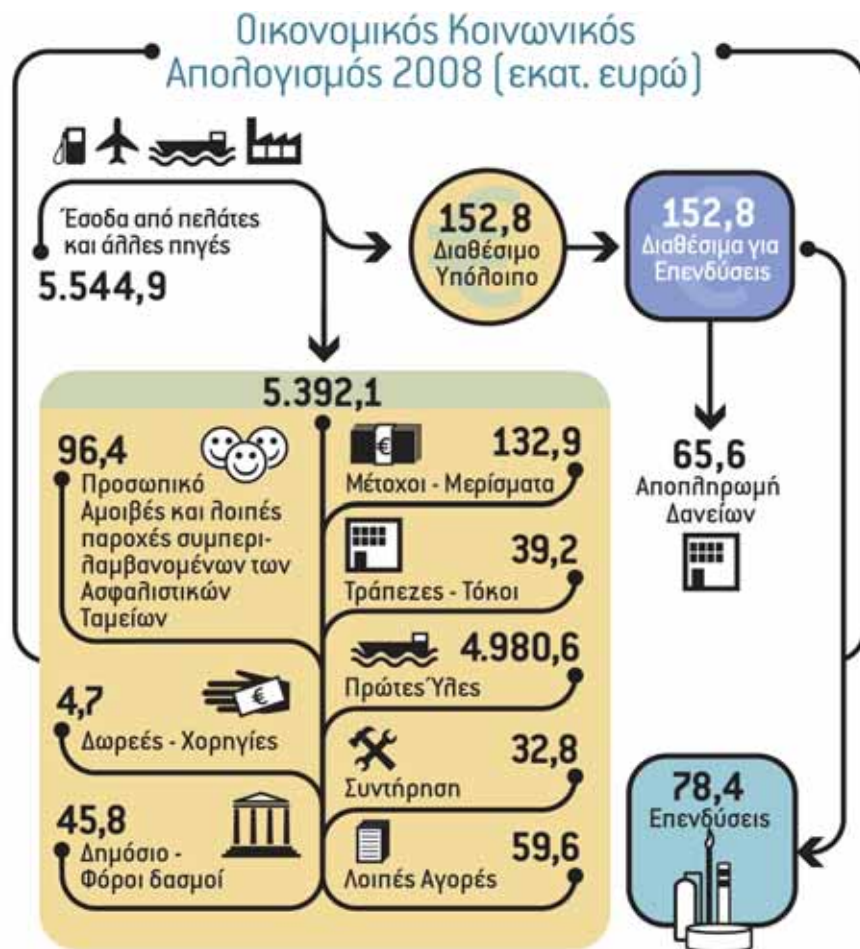 Οικονομικός Κοινωνικός
Απολογισμός 2008 (εκατ. ευρώ)
Έσοδα από πελάτες
και άλλες πηγές
5.544,9
152,8
Διαθέσιμο
Υπόλοιπο
152,8
Διαθέσιμα για
Επενδύσεις
5.392,1
96,4
Προσωπικό
Αμοιβές και λοιπές
παροχές συμπερι-
λαμβανομένων των
Ασφαλιστικών
Ταμείων
4,7
Δωρεές - Χορηγίες
45,8
Δημόσιο -
Φόροι δασμοί
132,9
Μέτοχοι - Μερίσματα
39,2
Τράπεζες - Τόκοι
4.980,6
Πρώτες Ύλες
32,8
Συντήρηση
59,6
Λοιπές Αγορές
65,6
Αποπληρωμή
Δανείων
78,4
Επενδύσεις